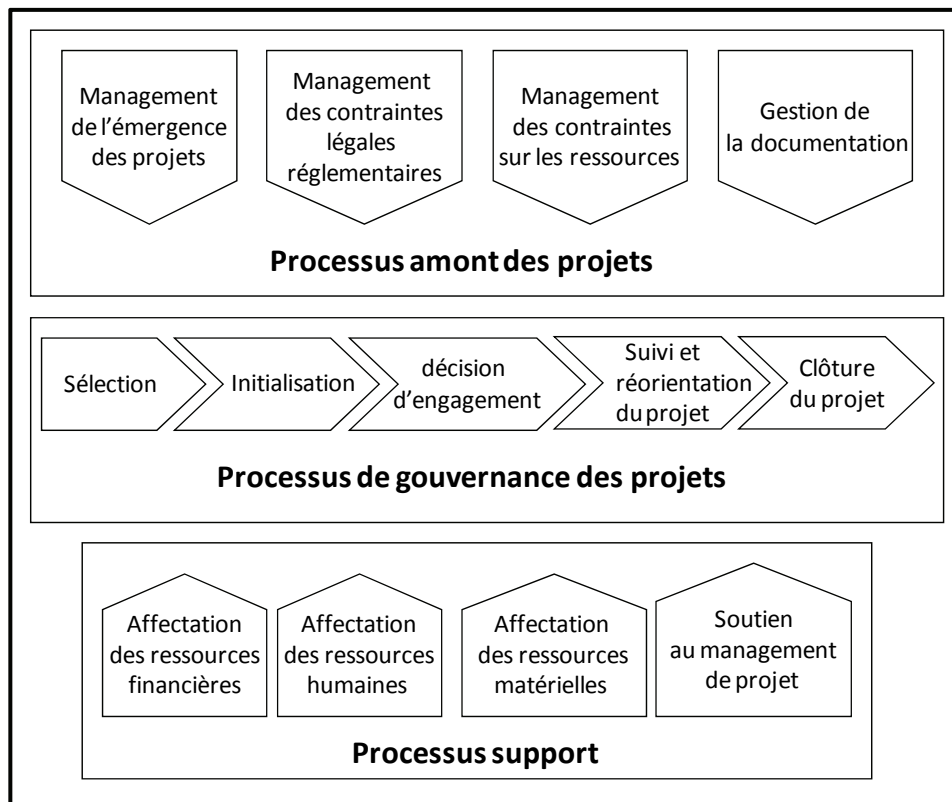 Management
de l'émergence
des projets
Management
des contraintes
légales
réglementaires
Management
des contraintes
sur les ressources
Gestion de
la documentation
Processus amont des projets
Sélection
Initialisation
décision
d'engagement
Suivi et
réorientation
du projet
Clôture
du projet
Processus de gouvernance des projets
Affectation
des ressources
financières
Affectation
des ressources
humaines
Affectation
des ressources
matérielles
Soutien
au management
de projet
Processus support